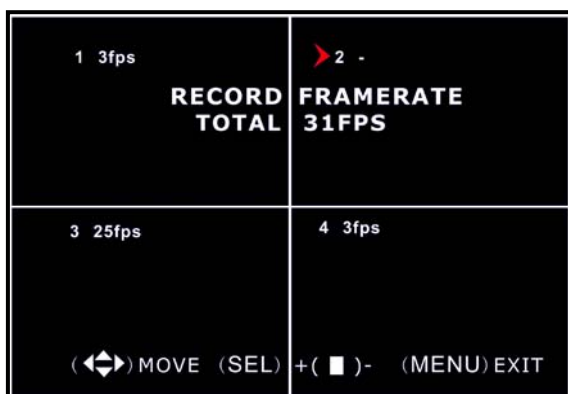 1 3fps
2 -
RECORD FRAMERATE
TOTAL 31FPS
3 25fps
4 3fps
()MOVE (SEL) +( )- (MENU)EXIT